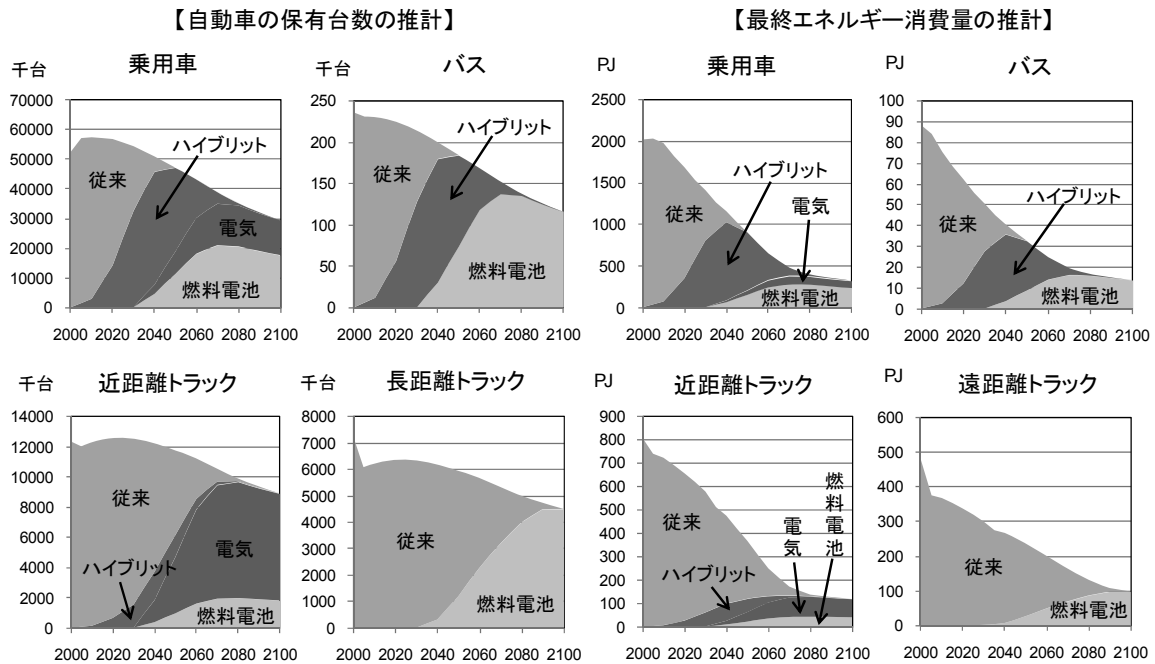 【自動車の保有台数の推計】
【最終エネルギー消費量の推計】
千台
乗用車
70000
60000
50000
40000
30000
20000
10000
0
従来
ハイブリット
電気
燃料電池
2000 2020 2040 2060 2080 2100
千台
バス
250
200
150
100
50
0
従来
ハイブリット
燃料電池
2000 2020 2040 2060 2080 2100
PJ
乗用車
2500
2000
1500
1000
500
0
従来
ハイブリット
電気
燃料電池
2000 2020 2040 2060 2080 2100
PJ
バス
100
90
80
70
60
50
40
30
20
10
0
従来
ハイブリット
燃料電池
2000 2020 2040 2060 2080 2100
千台
近距離トラック
14000
12000
10000
8000
6000
4000
2000
0
従来
ハイブリット
電気
燃料電池
2000 2020 2040 2060 2080 2100
千台
長距離トラック
8000
7000
6000
5000
4000
3000
2000
1000
0
従来
燃料電池
2000 2020 2040 2060 2080 2100
PJ
近距離トラック
900
800
700
600
500
400
300
200
100
0
従来
ハイブリット
電気
燃料電池
2000 2020 2040 2060 2080 2100
PJ
遠距離トラック
600
500
400
300
200
100
0
従来
燃料電池
2000 2020 2040 2060 2080 2100